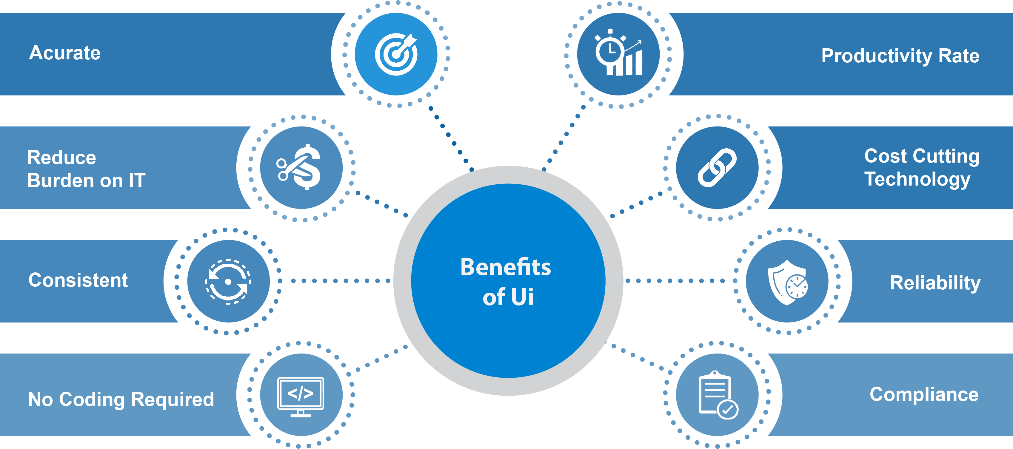 Acurate
Reduce
Burden on IT
Consistent
No Coding Required
Benefits
of Ui
Productivity Rate
Cost Cutting
Technology
Reliability
Compliance